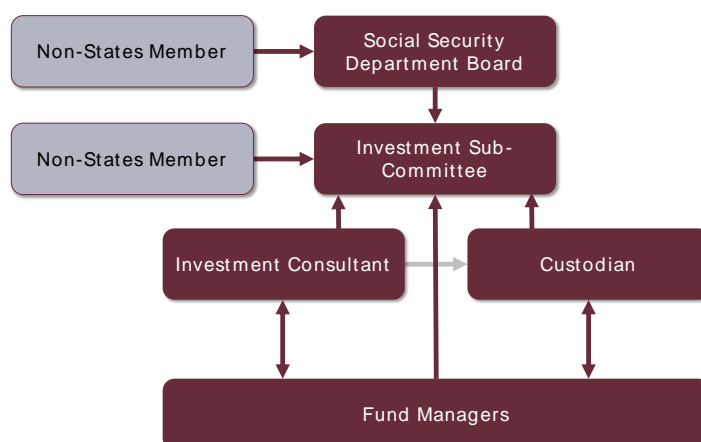 Non-States Member
Social Security
Department Board
Non-States Member
Investment Sub-
Committee
Investment Consultant
Custodian
Fund Managers